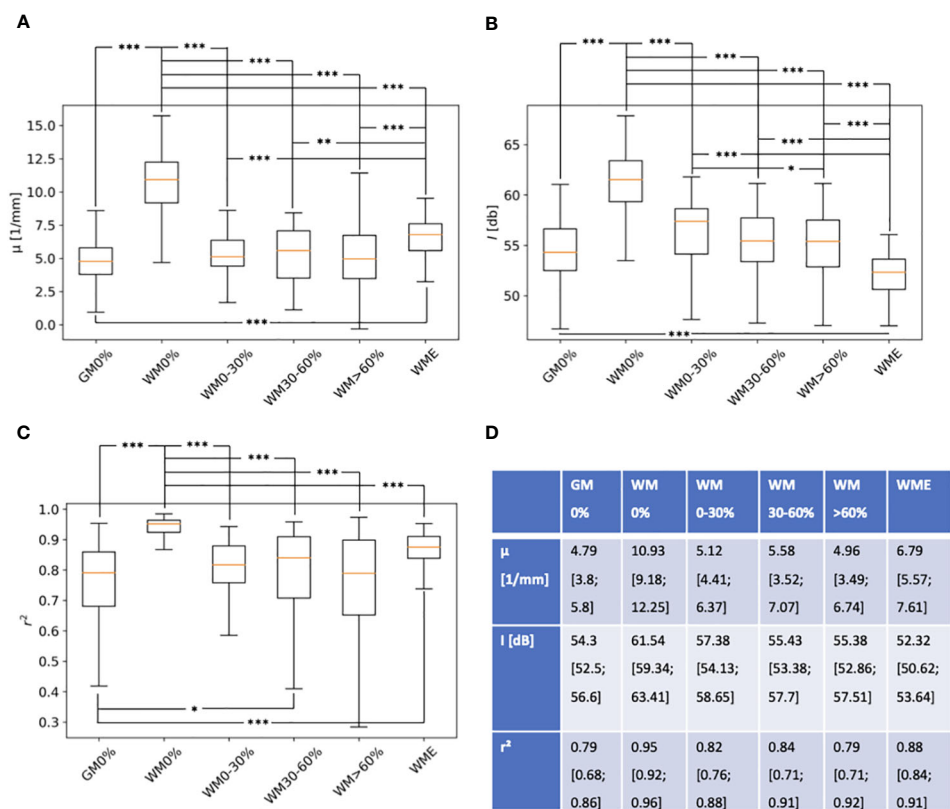 A
***
***
***
***
***
***
**
***
15.0
12.5
10.0
7.5
5.0
2.5
0.0
μ [1/mm]
***
GM0%
WM0%
WM0-30%
WM30-60%
WM>60%
WME
B
***
***
***
***
***
***
***
***
*
65
60
55
50
I [db]
***
GM0%
WM0%
WM0-30%
WM30-60%
WM>60%
WME
C
***
***
***
***
***
1.0
0.9
0.8
0.7
0.6
0.5
0.4
0.3
r²
*
***
GM0%
WM0%
WM0-30%
WM30-60%
WM>60%
WME
D
GM WM WM WM WM WME
0% 0% 0-30% 30-60% >60%
μ 4.79 10.93 5.12 5.58 4.96 6.79
[1/mm] [3.8; [9.18; [4.41; [3.52; [3.49; [5.57;
5.8] 12.25] 6.37] 7.07] 6.74] 7.61]
I [dB] 54.3 61.54 57.38 55.43 55.38 52.32
[52.5; [59.34; [54.13; [53.38; [52.86; [50.62;
56.6] 63.41] 58.65] 57.7] 57.51] 53.64]
r² 0.79 0.95 0.82 0.84 0.79 0.88
[0.68; [0.92; [0.76; [0.71; [0.71; [0.84;
0.86] 0.96] 0.88] 0.91] 0.92] 0.91]